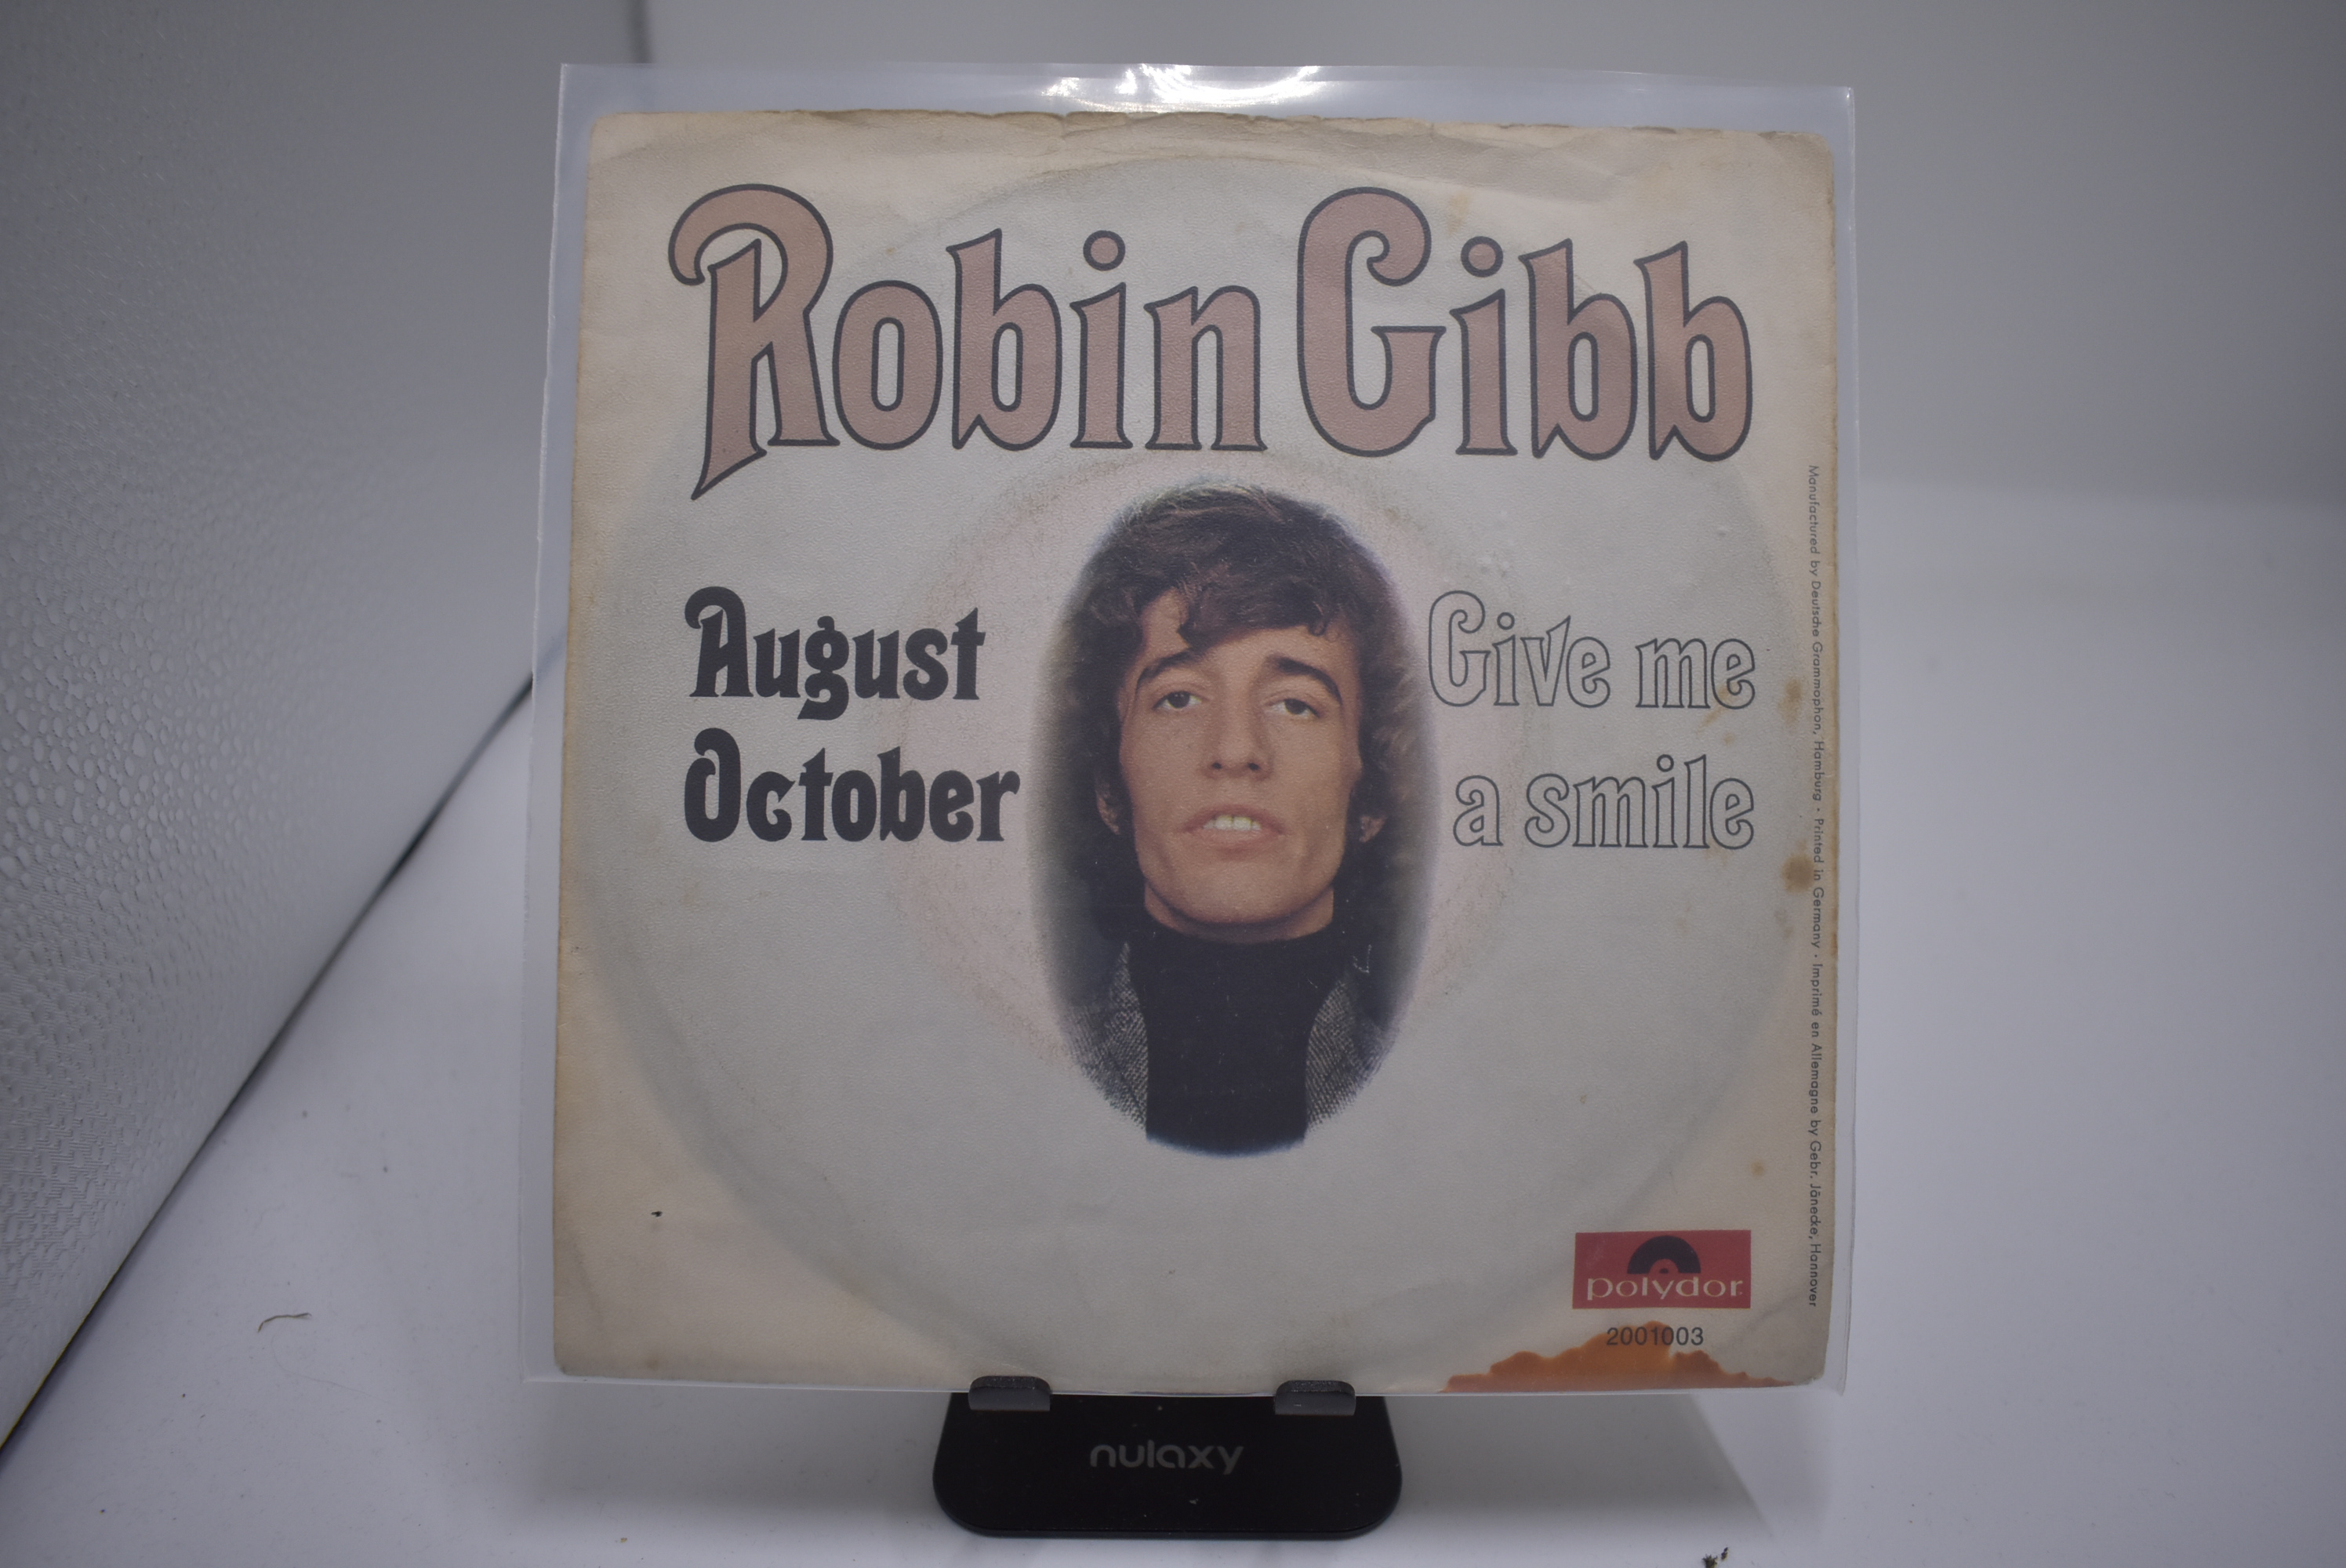 Robin Gibb
August
October
Give me
a smile
Manufactured by Deutsche Grammophon, Hamburg · Printed in Germany · Imprimé en Allemagne by Gebr. Jänecke, Hannover
polydor
2001003
nulaxy